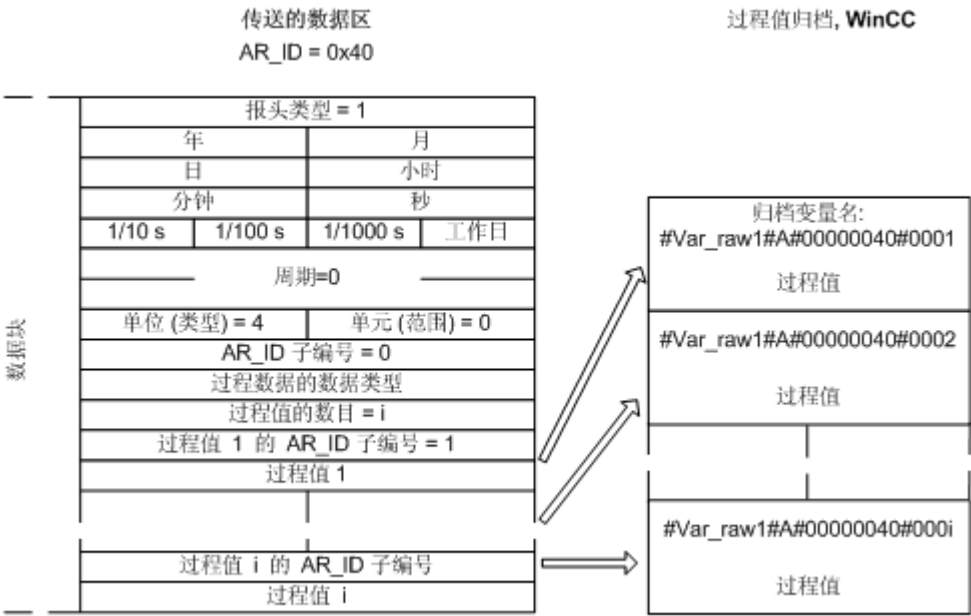 传送的数据区
AR_ID = 0x40
过程值归档, WinCC
数据块
报头类型 = 1
年 月
日 小时
分钟 秒
1/10 s 1/100 s 1/1000 s 工作日
周期=0
单位 (类型) = 4 单元 (范围) = 0
AR_ID 子编号 = 0
过程数据的数据类型
过程值的数目 = i
过程值 1 的 AR_ID 子编号 = 1
过程值 1
过程值 i 的 AR_ID 子编号
过程值 i
归档变量名:
#Var_raw1#A#00000040#0001
过程值
#Var_raw1#A#00000040#0002
过程值
#Var_raw1#A#00000040#000i
过程值